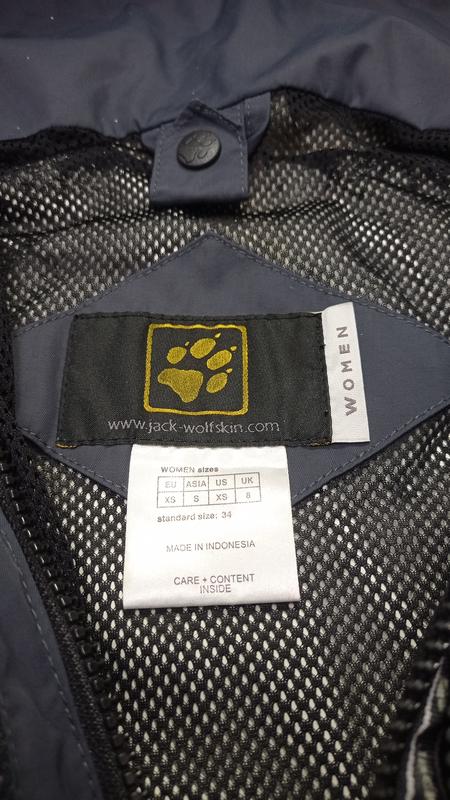 WOMEN
www.jack-wolfskin.com
WOMEN sizes
EU ASIA US UK
XS S XS 8
standard size: 34
MADE IN INDONESIA
CARE + CONTENT
INSIDE